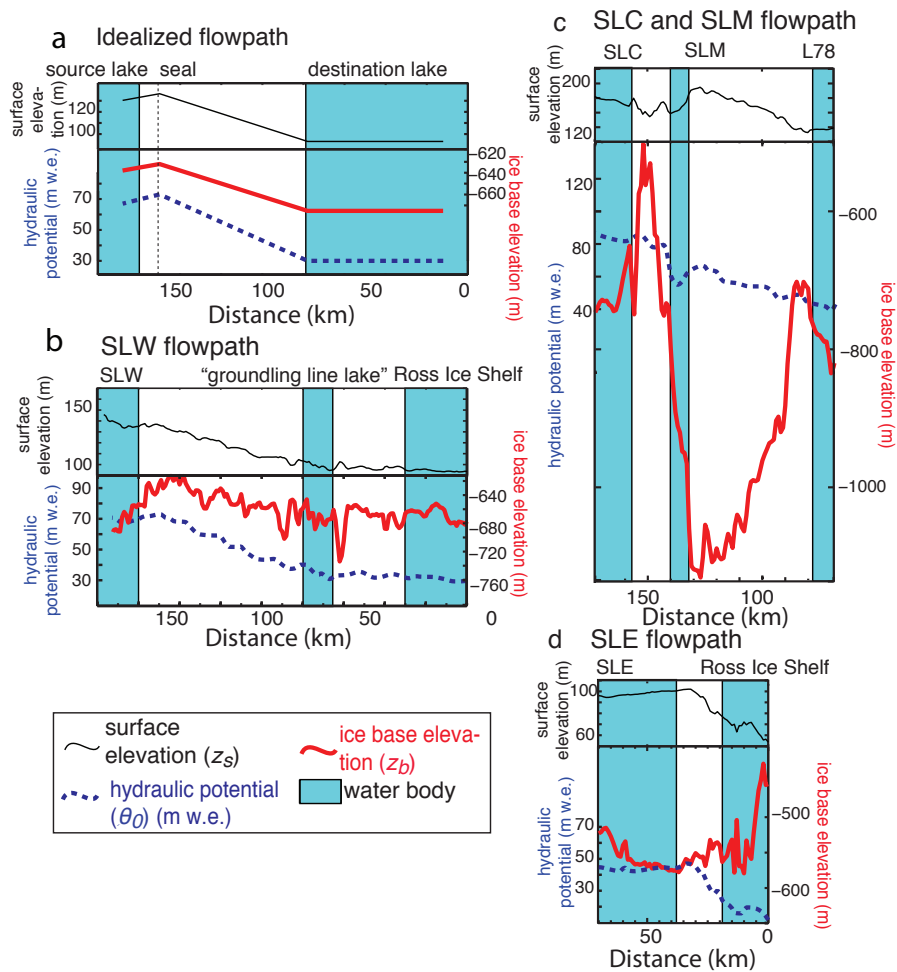 a Idealized flowpath
source lake seal destination lake
surface
eleva-
tion (m)
120
100
hydraulic
potential (m w.e.)
70
50
30
−620
−640
−660
ice base elevation (m)
150 100 50 0
Distance (km)
b SLW flowpath
SLW "groundling line lake" Ross Ice Shelf
surface
elevation (m)
150
100
hydraulic
potential (m w.e.)
90
70
50
30
−640
−680
−720
−760
ice base elevation
(m)
150 100 50 0
Distance (km)
c SLC and SLM flowpath
SLC SLM L78
surface
elevation (m)
200
120
hydraulic potential (m w.e.)
120
80
40
−600
−800
−1000
ice base elevation
(m)
150 100
Distance (km)
d SLE flowpath
SLE Ross Ice Shelf
surface
elevation (m)
100
60
hydraulic
potential (m w.e.)
70
50
30
−500
−600
ice base elevation (m)
50 0
Distance (km)
surface
elevation (z_s)
ice base eleva-
tion (z_b)
hydraulic potential
(θ_0) (m w.e.)
water body